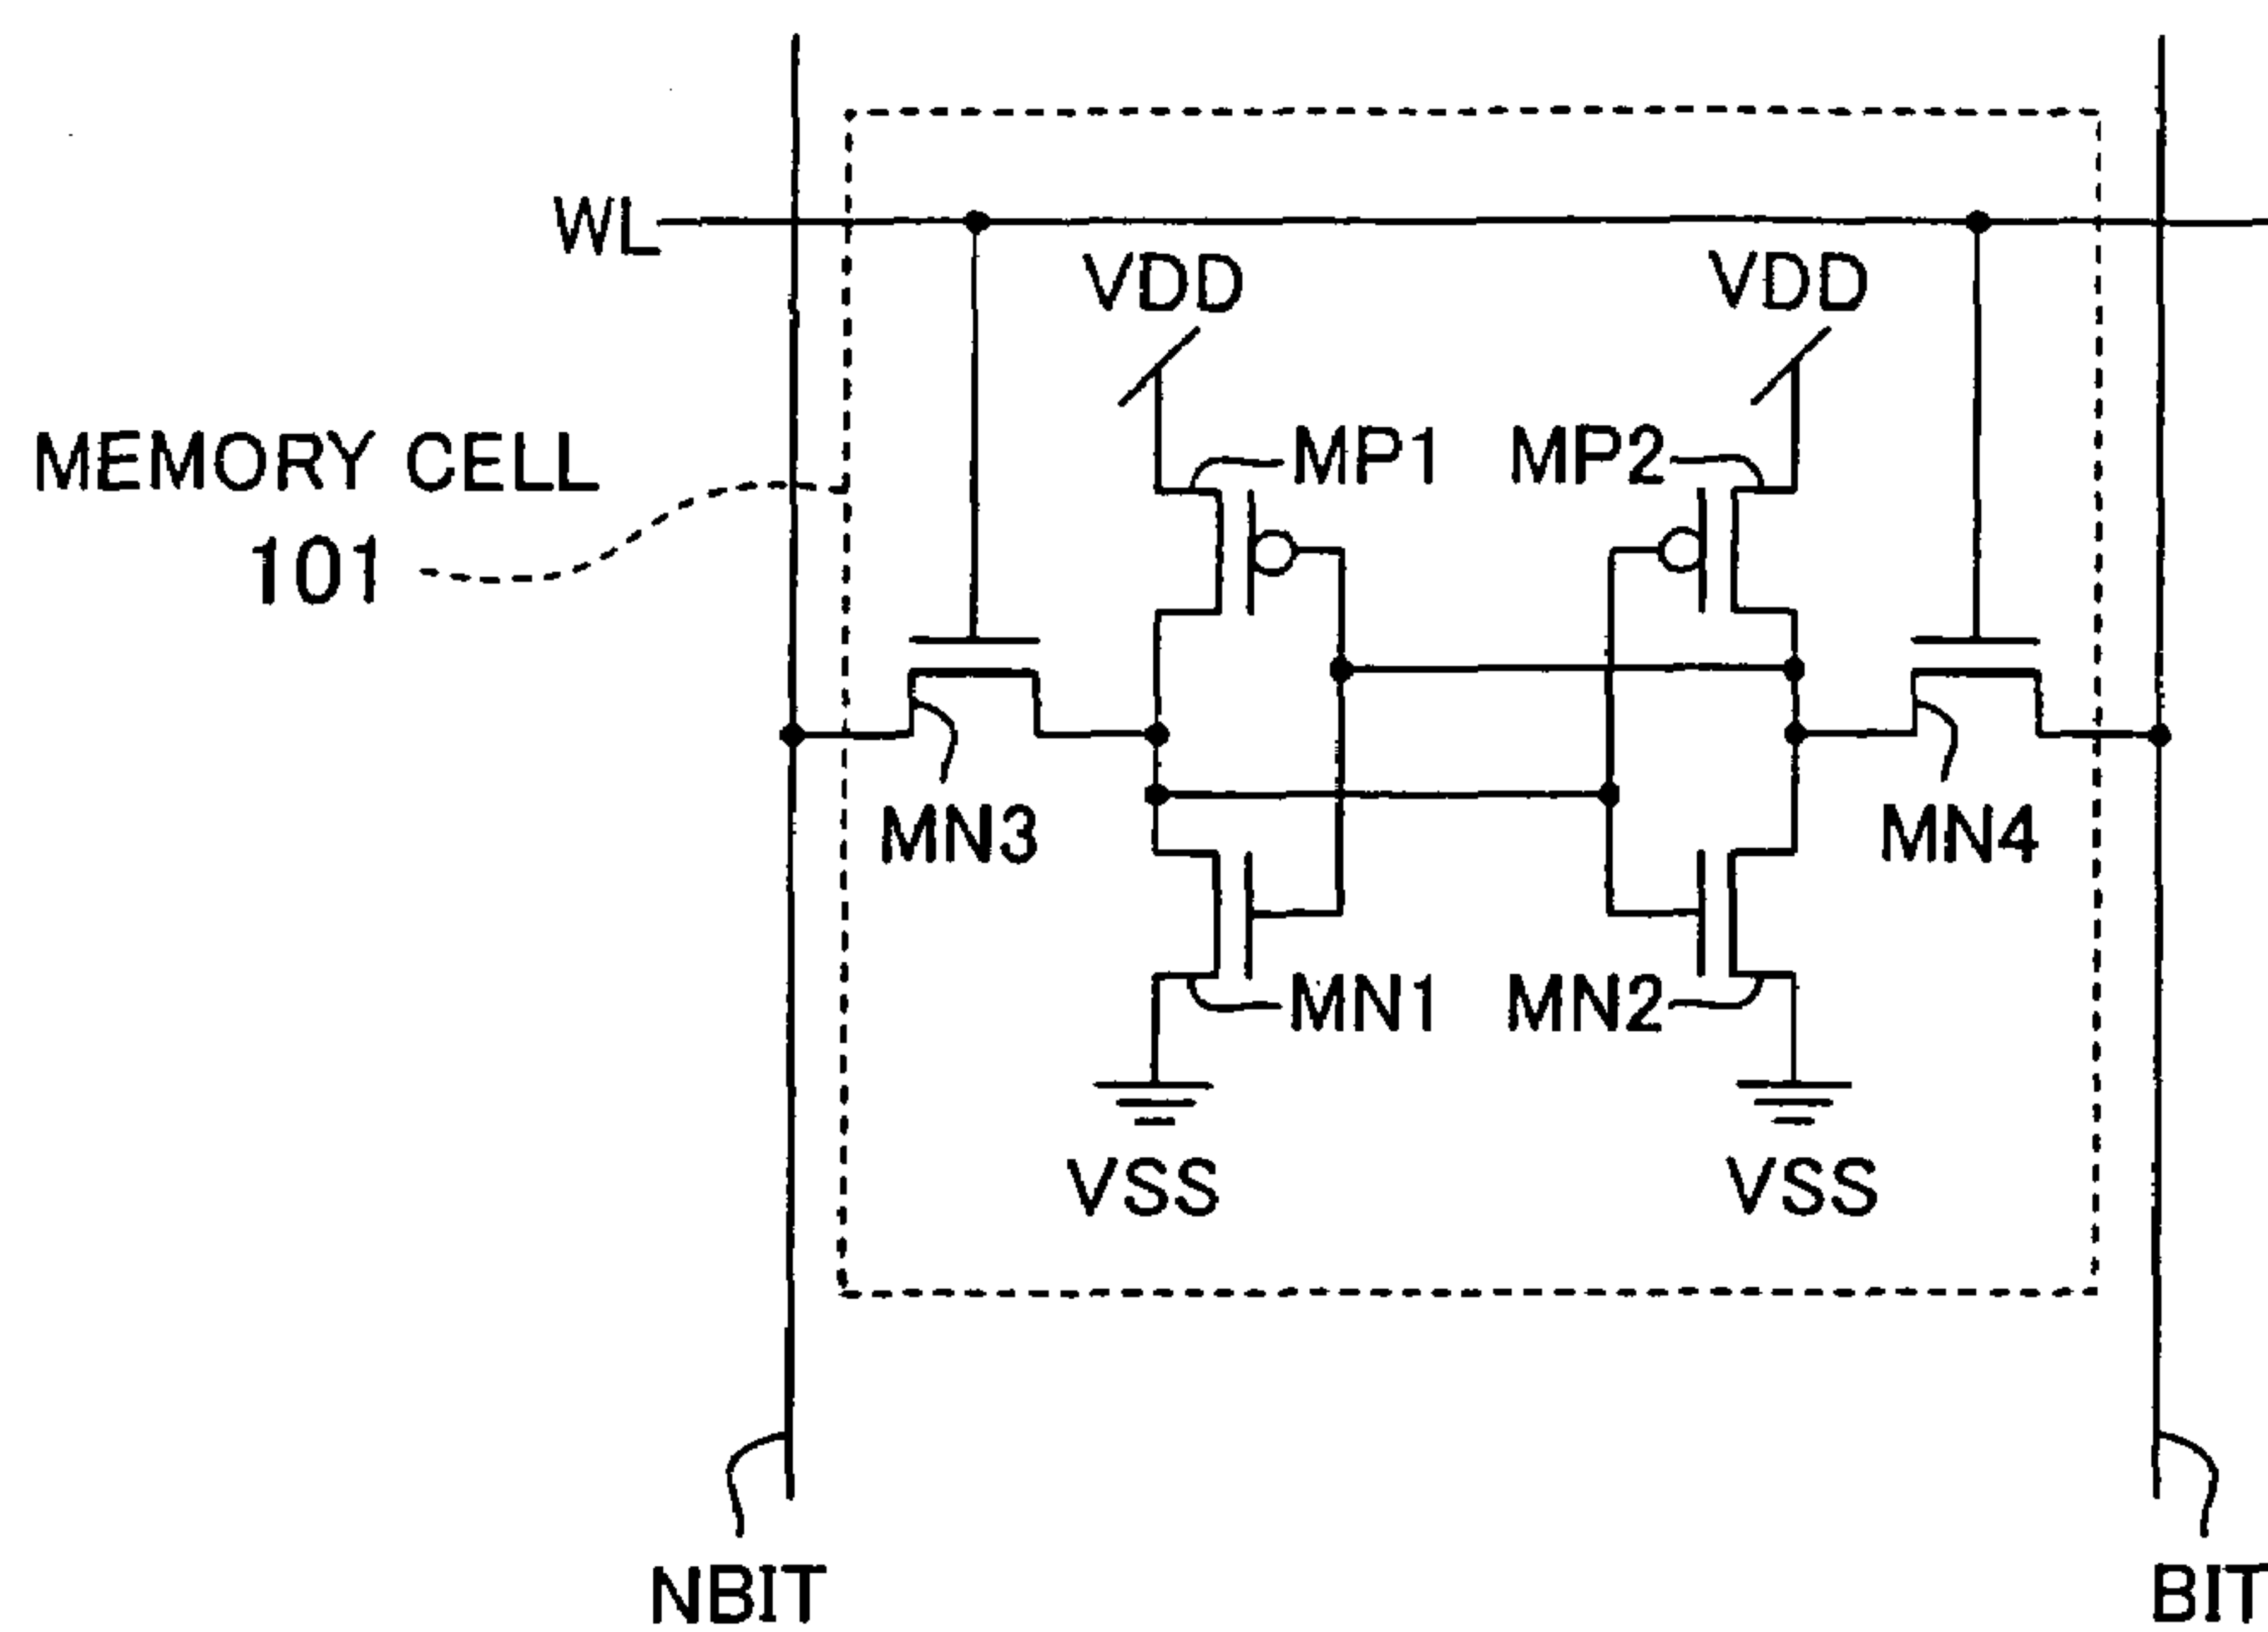 WL
VDD
VDD
MEMORY CELL
101
MP1
MP2
MN3
MN4
MN1
MN2
VSS
VSS
NBIT
BIT